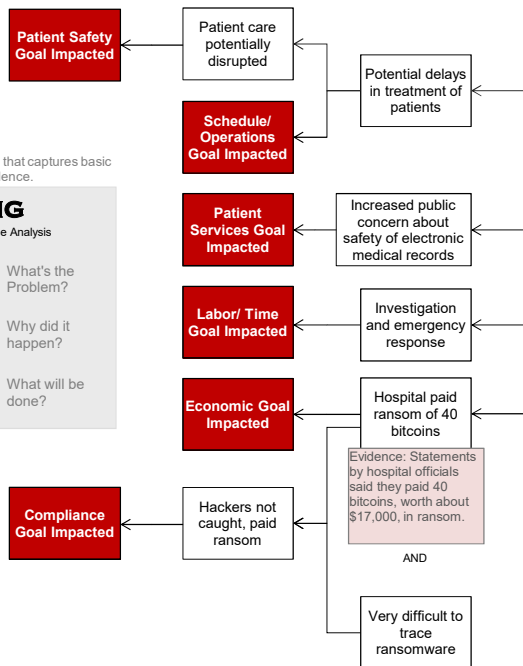 Patient Safety
Goal Impacted
Patient care
potentially
disrupted
Potential delays
in treatment of
patients
Schedule/
Operations
Goal Impacted
that captures basic
e Analysis
What's the
Problem?
Why did it
happen?
What will be
done?
Patient
Services Goal
Impacted
Increased public
concern about
safety of electronic
medical records
Labor/ Time
Goal Impacted
Investigation
and emergency
response
Economic Goal
Impacted
Hospital paid
ransom of 40
bitcoins
Evidence: Statements
by hospital officials
said they paid 40
bitcoins, worth about
$17,000, in ransom.
Compliance
Goal Impacted
Hackers not
caught, paid
ransom
AND
Very difficult to
trace
ransomware